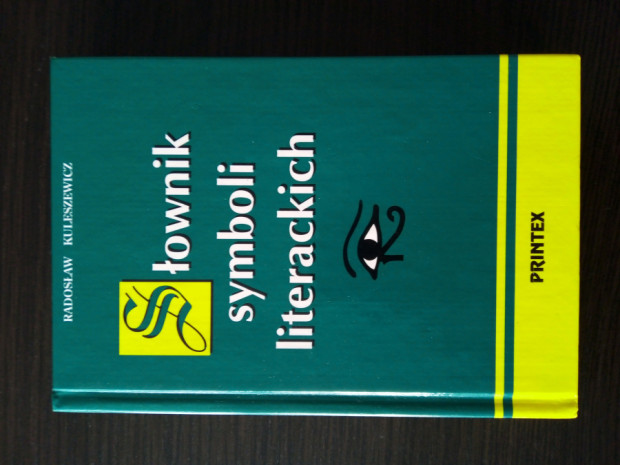 RADOSŁAW KULESZEWICZ
Słownik
symboli
literackich
PRINTEX